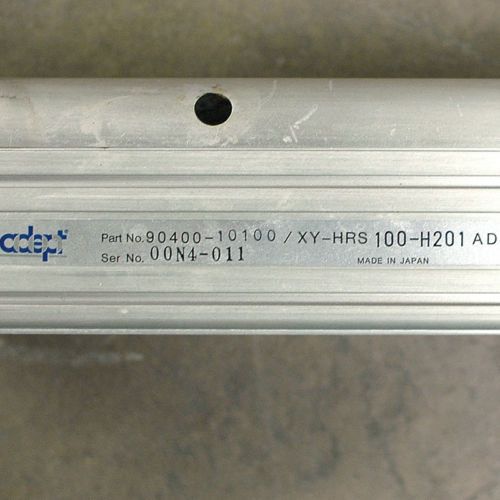 adept
Part No. 90400-10100 / XY-HRS 100-H201 AD
Ser No. 00N4-011
MADE IN JAPAN